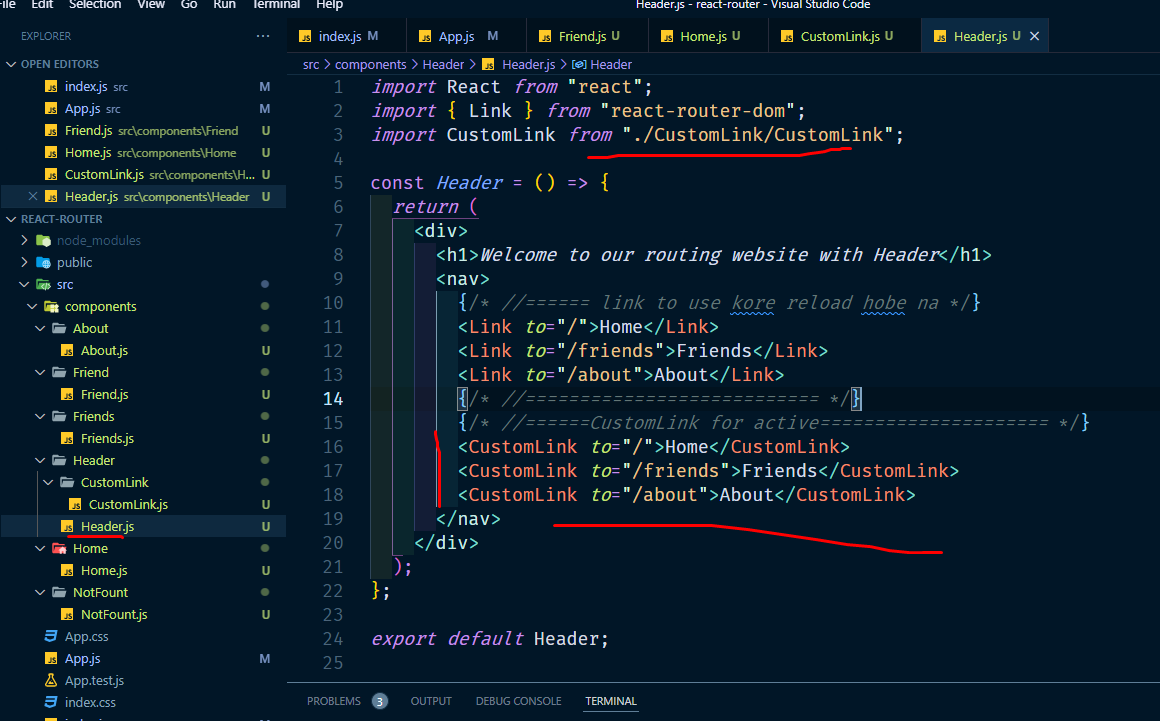 File Edit Selection View Go Run Terminal Help
Header.js - react-router - Visual Studio Code
EXPLORER ···
OPEN EDITORS
index.js src M
App.js src M
Friend.js src\components\Friend U
Home.js src\components\Home U
CustomLink.js src\components\H... U
Header.js src\components\Header U
REACT-ROUTER
node_modules
public
src
components
About
About.js U
Friend
Friend.js U
Friends
Friends.js U
Header
CustomLink
CustomLink.js U
Header.js U
Home
Home.js U
NotFount
NotFount.js U
App.css
App.js M
App.test.js
index.css
index.js M
App.js M
Friend.js U
Home.js U
CustomLink.js U
Header.js U
src > components > Header > Header.js > Header
1 import React from "react";
2 import { Link } from "react-router-dom";
3 import CustomLink from "./CustomLink/CustomLink";
4
5 const Header = () => {
6 return (
7 <div>
8 <h1>Welcome to our routing website with Header</h1>
9 <nav>
10 {/* //====== link to use kore reload hobe na */}
11 <Link to="/">Home</Link>
12 <Link to="/friends">Friends</Link>
13 <Link to="/about">About</Link>
14 {/* //=========================== */}
15 {/* //======CustomLink for active===================== */}
16 <CustomLink to="/">Home</CustomLink>
17 <CustomLink to="/friends">Friends</CustomLink>
18 <CustomLink to="/about">About</CustomLink>
19 </nav>
20 </div>
21 );
22 };
23
24 export default Header;
25
PROBLEMS 3 OUTPUT DEBUG CONSOLE TERMINAL